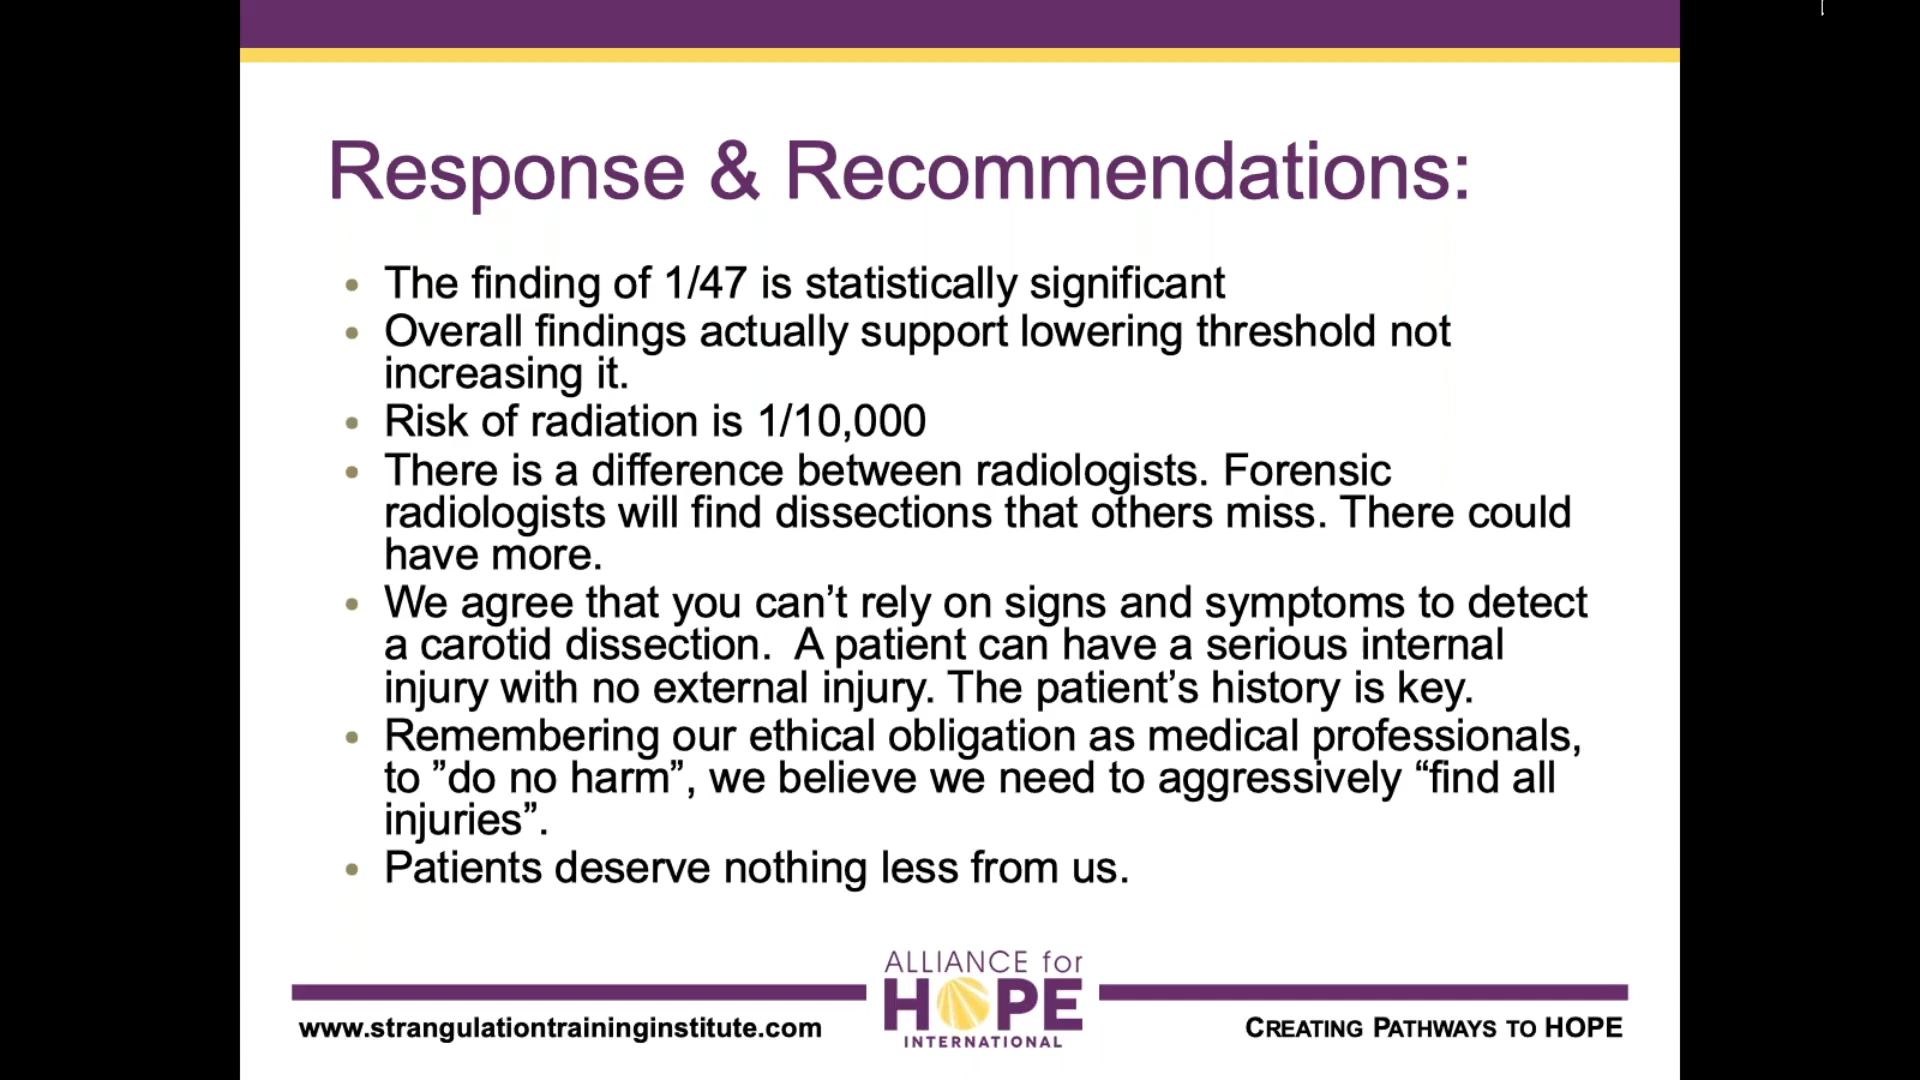 Response & Recommendations:
• The finding of 1/47 is statistically significant
• Overall findings actually support lowering threshold not
increasing it.
• Risk of radiation is 1/10,000
• There is a difference between radiologists. Forensic
radiologists will find dissections that others miss. There could
have more.
• We agree that you can’t rely on signs and symptoms to detect
a carotid dissection.  A patient can have a serious internal
injury with no external injury. The patient’s history is key.
• Remembering our ethical obligation as medical professionals,
to ”do no harm”, we believe we need to aggressively “find all
injuries”.
• Patients deserve nothing less from us.
www.strangulationtraininginstitute.com
ALLIANCE for
HOPE
INTERNATIONAL
CREATING PATHWAYS TO HOPE